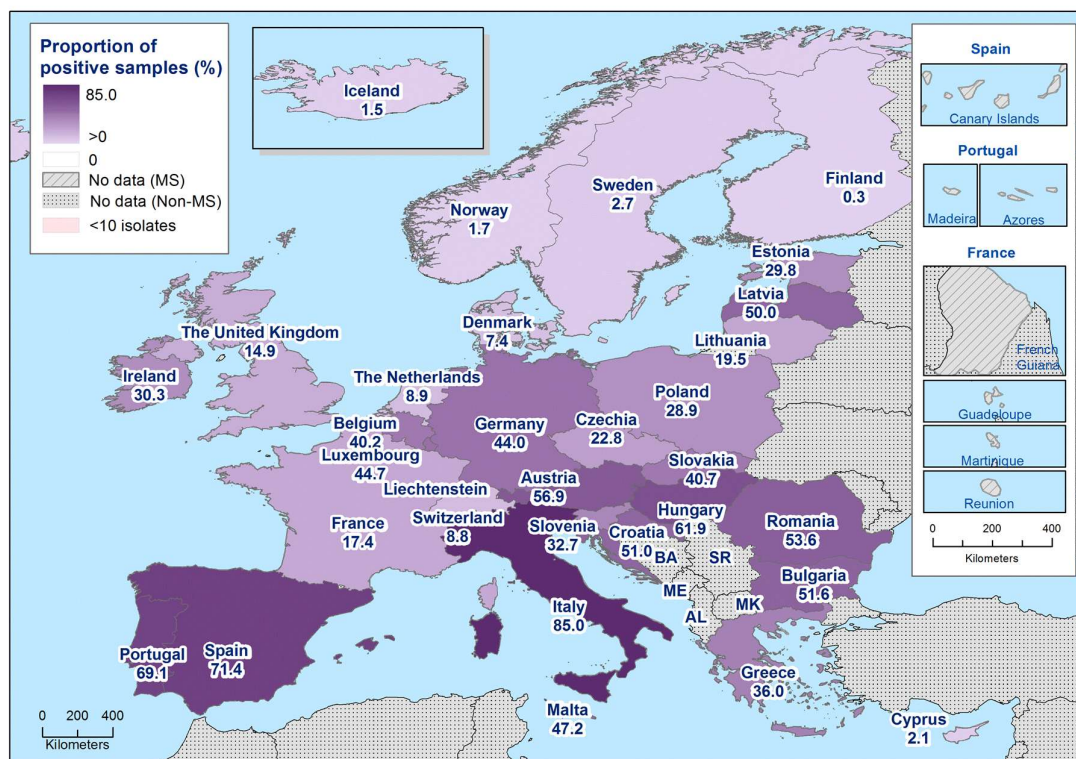 Proportion of
positive samples (%)
85.0
>0
0
No data (MS)
No data (Non-MS)
<10 isolates
Iceland
1.5
Norway
1.7
Sweden
2.7
Finland
0.3
Estonia
29.8
Latvia
50.0
Lithuania
19.5
Denmark
7.4
The United Kingdom
14.9
Ireland
30.3
The Netherlands
8.9
Belgium
40.2
Luxembourg
44.7
Germany
44.0
Poland
28.9
Czechia
22.8
Slovakia
40.7
Austria
56.9
Liechtenstein
Switzerland
8.8
France
17.4
Slovenia
32.7
Croatia
51.0
Hungary
61.9
Romania
53.6
BA
SR
Bulgaria
51.6
ME
MK
AL
Italy
85.0
Portugal
69.1
Spain
71.4
Greece
36.0
Malta
47.2
Cyprus
2.1
0 200 400
Kilometers
Spain
Canary Islands
Portugal
Madeira
Azores
France
French
Guiana
Guadeloupe
Martinique
Reunion
0 200 400
Kilometers